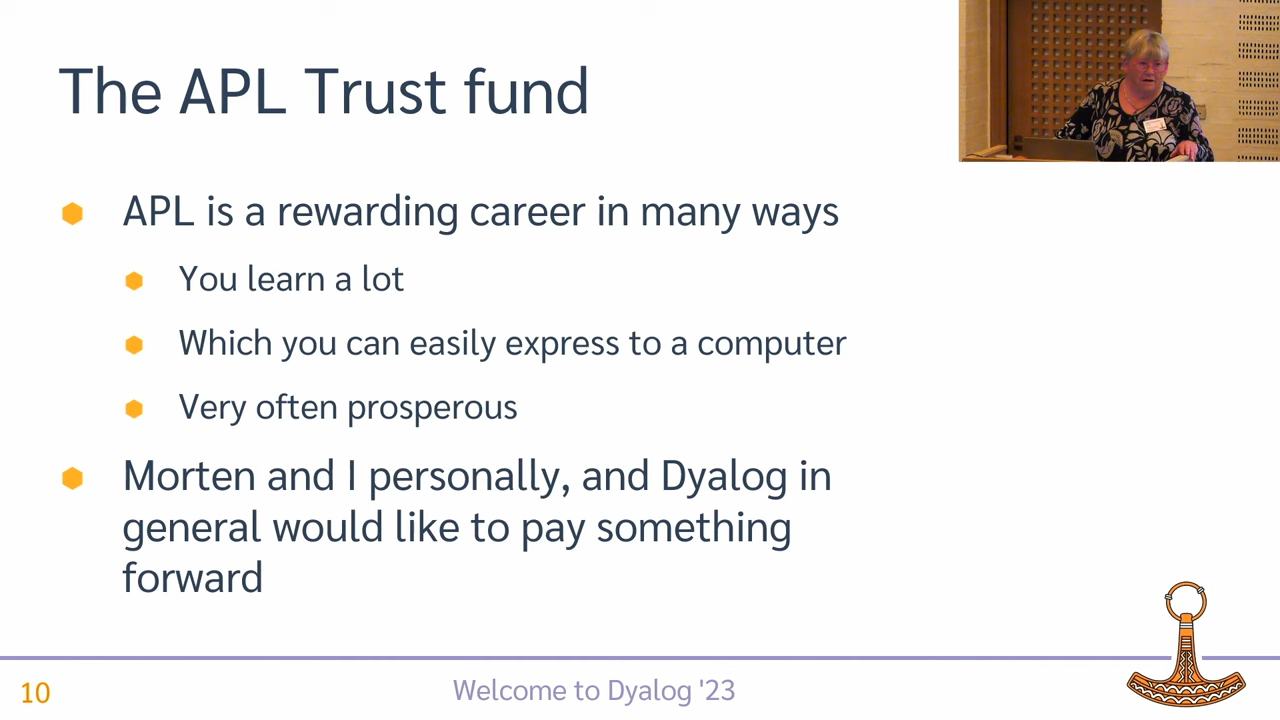 The APL Trust fund
APL is a rewarding career in many ways
You learn a lot
Which you can easily express to a computer
Very often prosperous
Morten and I personally, and Dyalog in
general would like to pay something
forward
10
Welcome to Dyalog '23